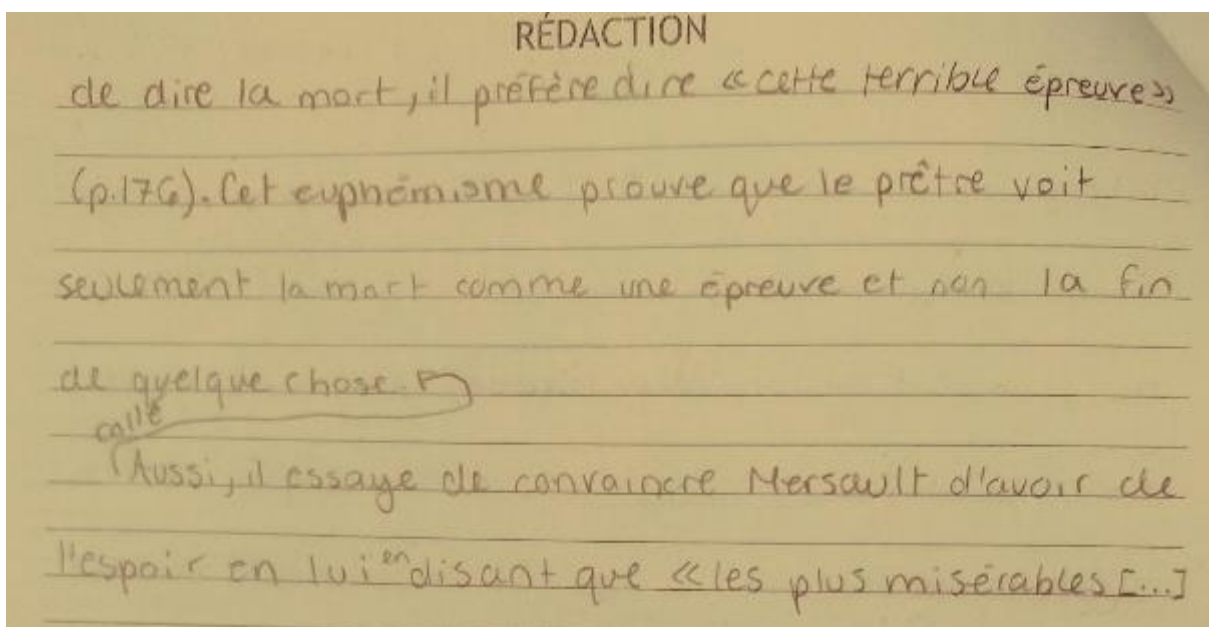 RÉDACTION
de dire la mort, il préfère dire «cette terrible épreuve»
(p.176). Cet euphémisme prouve que le prêtre voit
seulement la mort comme une épreuve et non la fin
de quelque chose.
collé
Aussi, il essaye de convaincre Mersault d'avoir de
l'espoir en lui en disant que «les plus misérables [...]